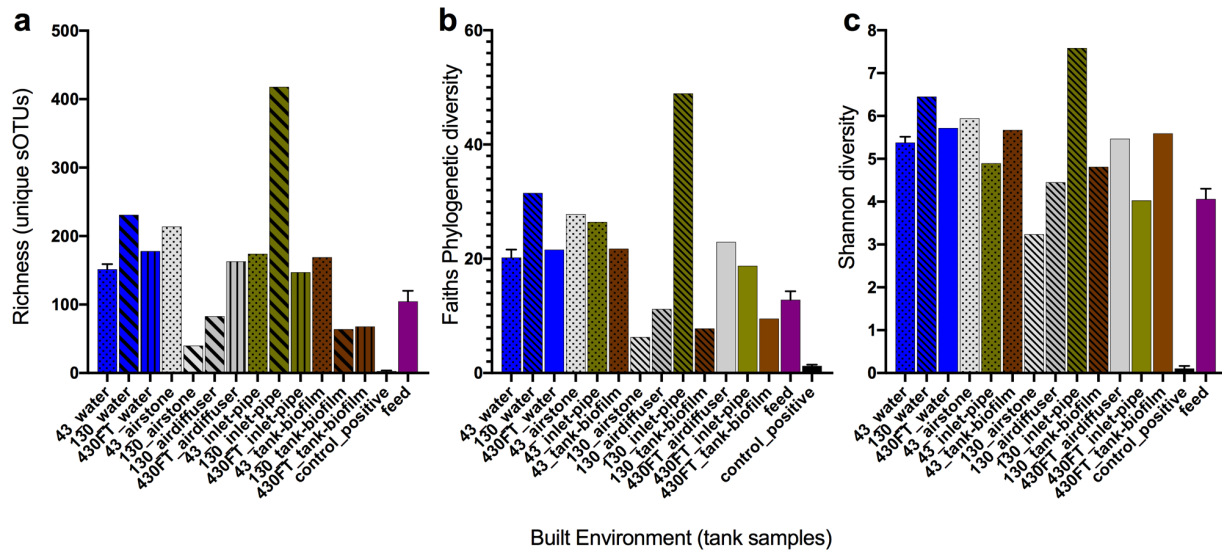 a
Richness (unique sOTUs)
500
400
300
200
100
0
43_water
130_water
430FT_water
43_airstone
130_airstone
130_airdiffuser
430FT_airdiffuser
43_inlet-pipe
130_inlet-pipe
430FT_inlet-pipe
43_tank-biofilm
130_tank-biofilm
430FT_tank-biofilm
control_positive
feed
b
Faiths Phylogenetic diversity
60
40
20
0
43_water
130_water
430FT_water
43_airstone
43_inlet-pipe
43_tank-biofilm
130_airstone
130_airdiffuser
130_inlet-pipe
130_tank-biofilm
430FT_airdiffuser
430FT_inlet-pipe
430FT_tank-biofilm
control_positive
c
Shannon diversity
8
7
6
5
4
3
2
1
0
43_water
130_water
430FT_water
43_airstone
43_inlet-pipe
43_tank-biofilm
130_airstone
130_airdiffuser
130_inlet-pipe
130_tank-biofilm
430FT_airdiffuser
430FT_inlet-pipe
430FT_tank-biofilm
control_positive
feed
Built Environment (tank samples)